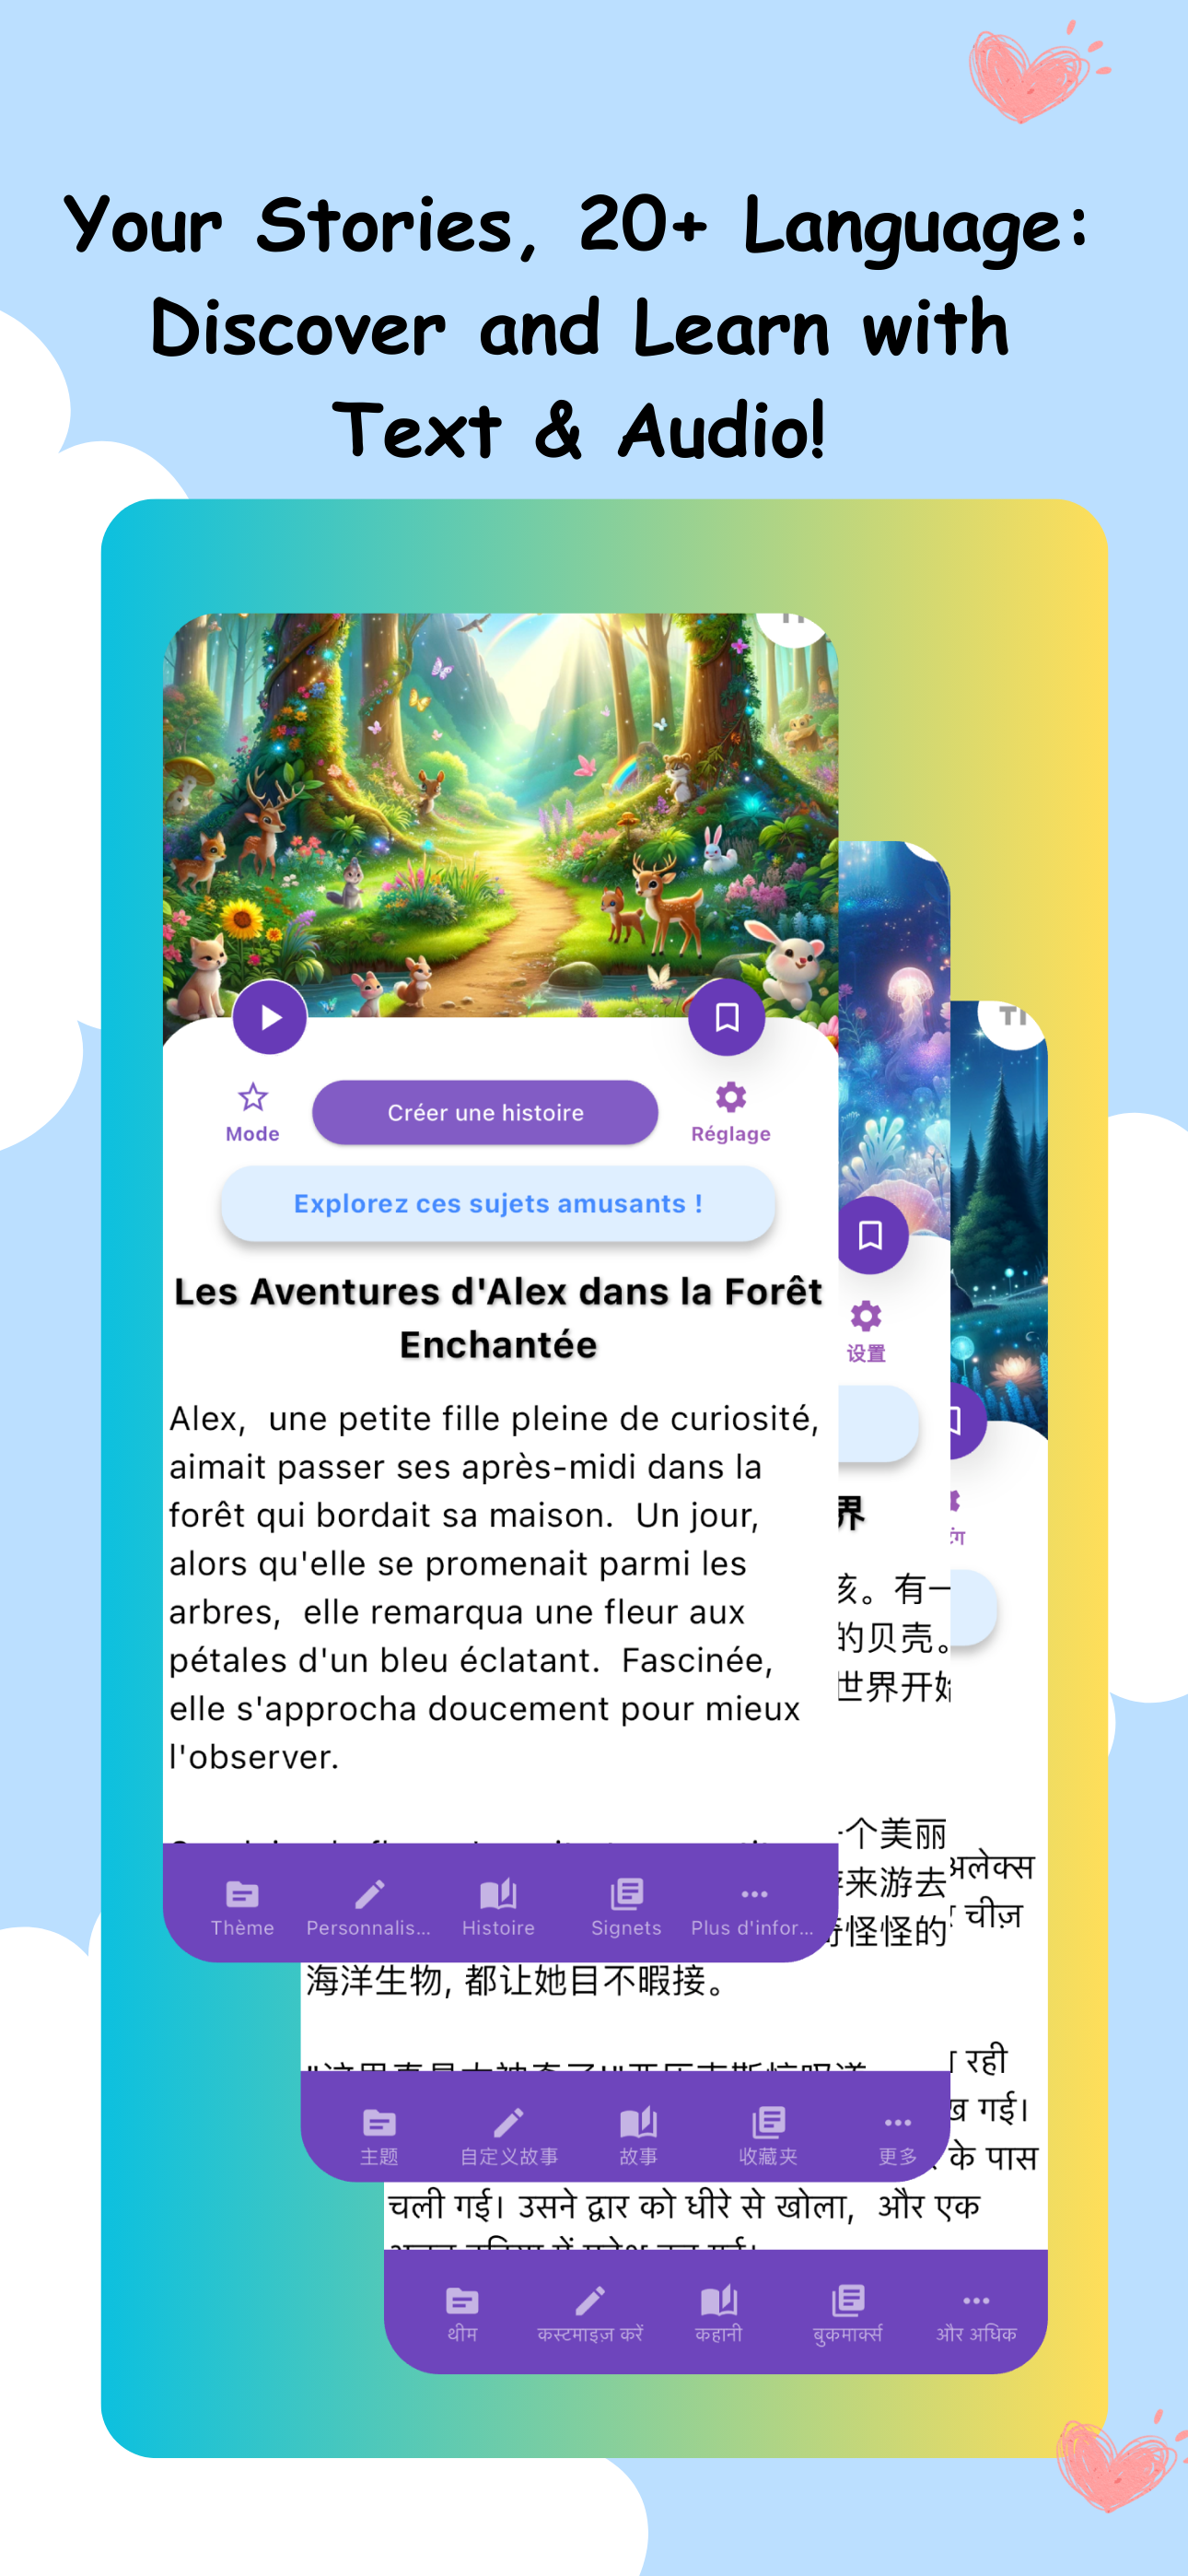 Your Stories, 20+ Language:
Discover and Learn with
Text & Audio!
Créer une histoire
Mode
Réglage
Explorez ces sujets amusants !
Les Aventures d'Alex dans la Forêt
Enchantée
Alex, une petite fille pleine de curiosité,
aimait passer ses après-midi dans la
forêt qui bordait sa maison. Un jour,
alors qu'elle se promenait parmi les
arbres, elle remarqua une fleur aux
pétales d'un bleu éclatant. Fascinée,
elle s'approcha doucement pour mieux
l'observer.
Thème
Personnalis...
Histoire
Signets
Plus d'infor...
设置
界
孩。有一
的贝壳。
世界开始
个美丽
来游去
怪怪的
海洋生物, 都让她目不暇接。
主题
自定义故事
故事
收藏夹
更多
अलेक्स
चीज़
रही
गई।
के पास
चली गई। उसने द्वार को धीरे से खोला, और एक
थीम
कस्टमाइज़ करें
कहानी
बुकमार्क्स
और अधिक